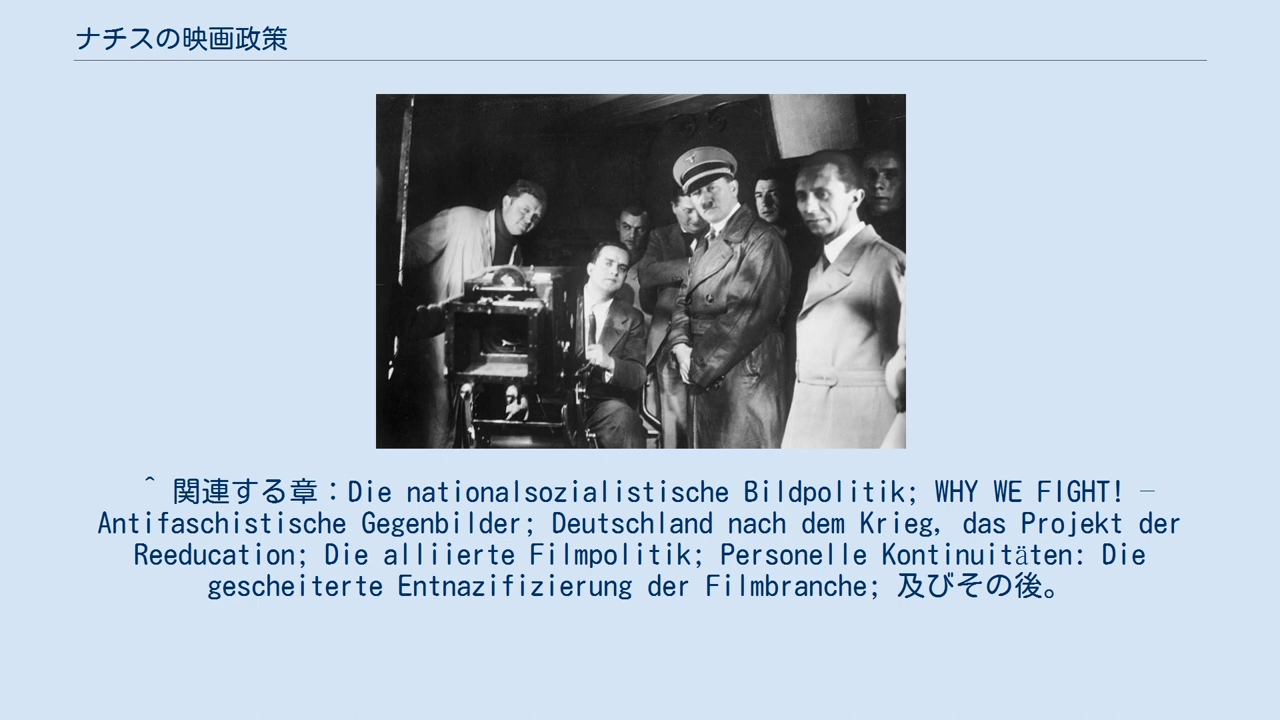 ナチスの映画政策
^ 関連する章：Die nationalsozialistische Bildpolitik; WHY WE FIGHT! –
Antifaschistische Gegenbilder; Deutschland nach dem Krieg, das Projekt der
Reeducation; Die alliierte Filmpolitik; Personelle Kontinuitäten: Die
gescheiterte Entnazifizierung der Filmbranche; 及びその後。